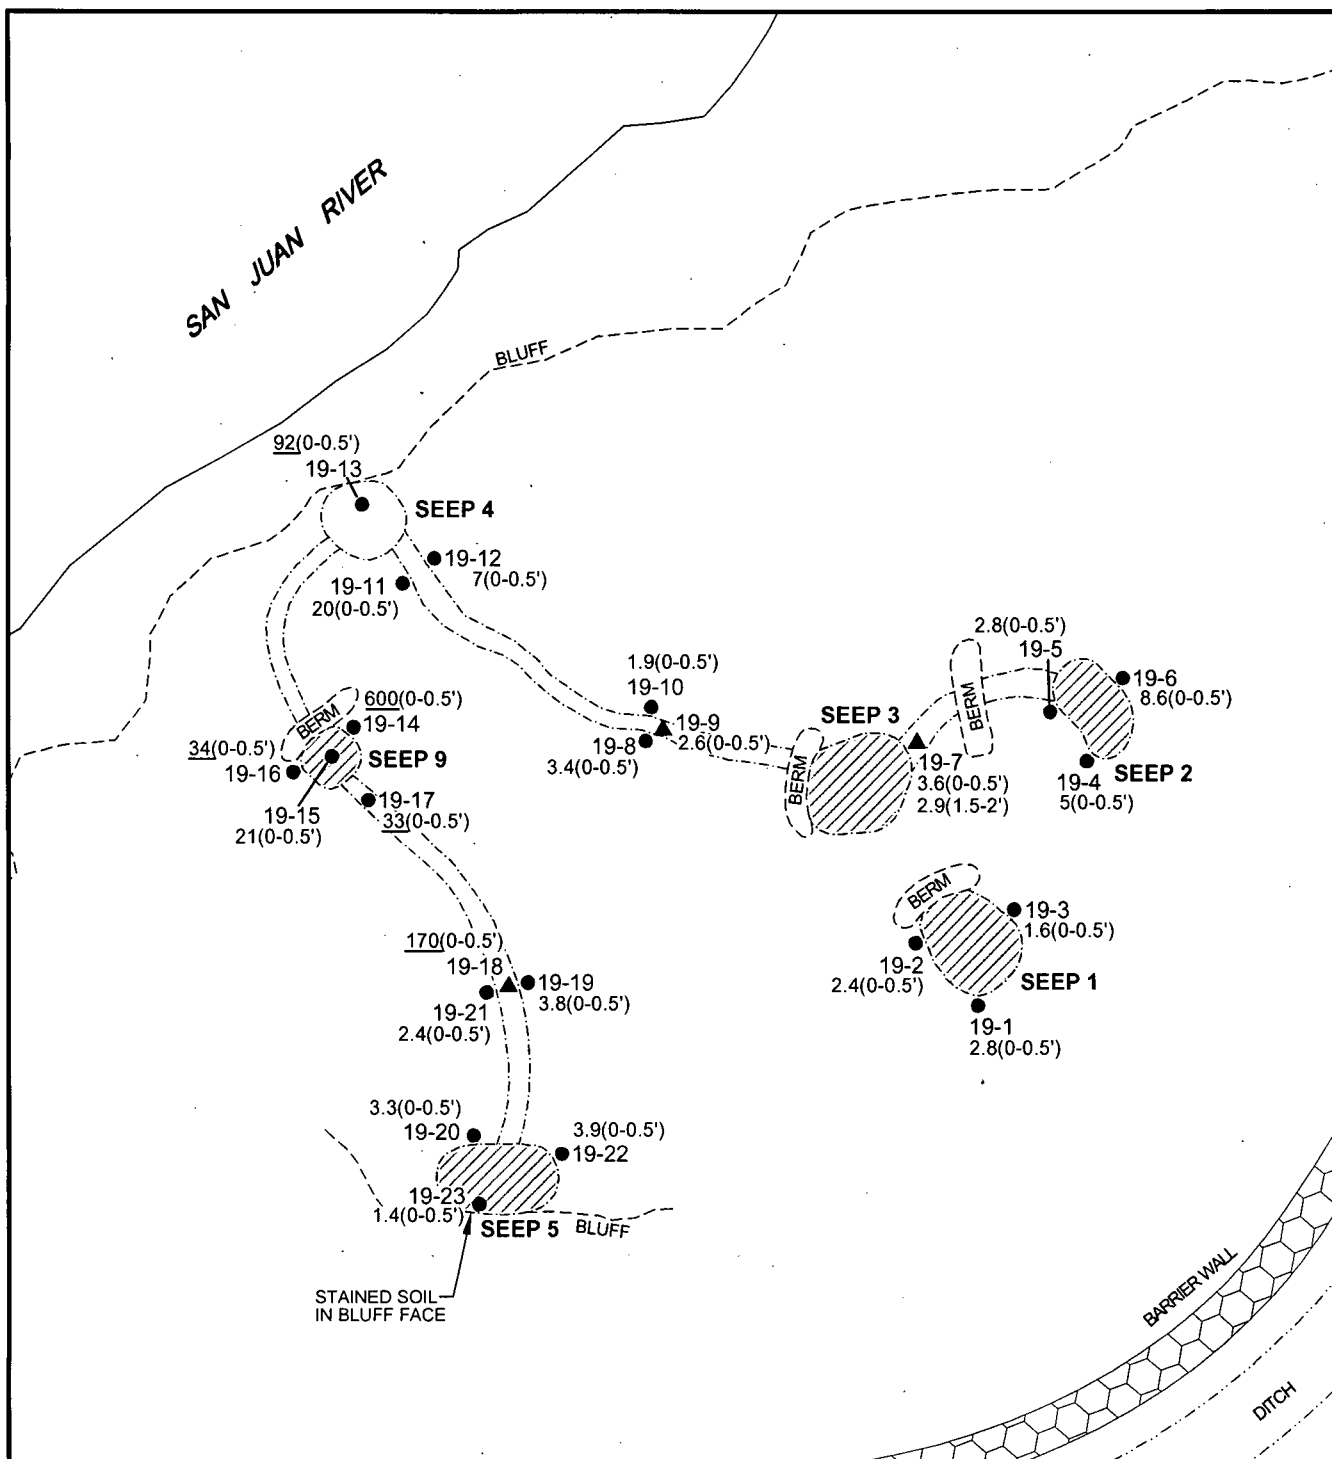 SAN JUAN RIVER
BLUFF
92(0-0.5')
19-13
SEEP 4
19-12
7(0-0.5')
19-11
20(0-0.5')
1.9(0-0.5')
19-10
19-9
2.6(0-0.5')
19-8
3.4(0-0.5')
SEEP 3
BERM
19-7
3.6(0-0.5')
2.9(1.5-2')
2.8(0-0.5')
19-5
BERM
19-6
8.6(0-0.5')
19-4
5(0-0.5')
SEEP 2
600(0-0.5')
BERM
19-14
34(0-0.5')
19-16
SEEP 9
19-15
21(0-0.5')
19-17
33(0-0.5')
BERM
19-3
1.6(0-0.5')
19-2
2.4(0-0.5')
SEEP 1
19-1
2.8(0-0.5')
170(0-0.5')
19-18
19-19
3.8(0-0.5')
19-21
2.4(0-0.5')
3.3(0-0.5')
19-20
3.9(0-0.5')
19-22
19-23
1.4(0-0.5')
SEEP 5
BLUFF
STAINED SOIL
IN BLUFF FACE
BARRIER WALL
DITCH